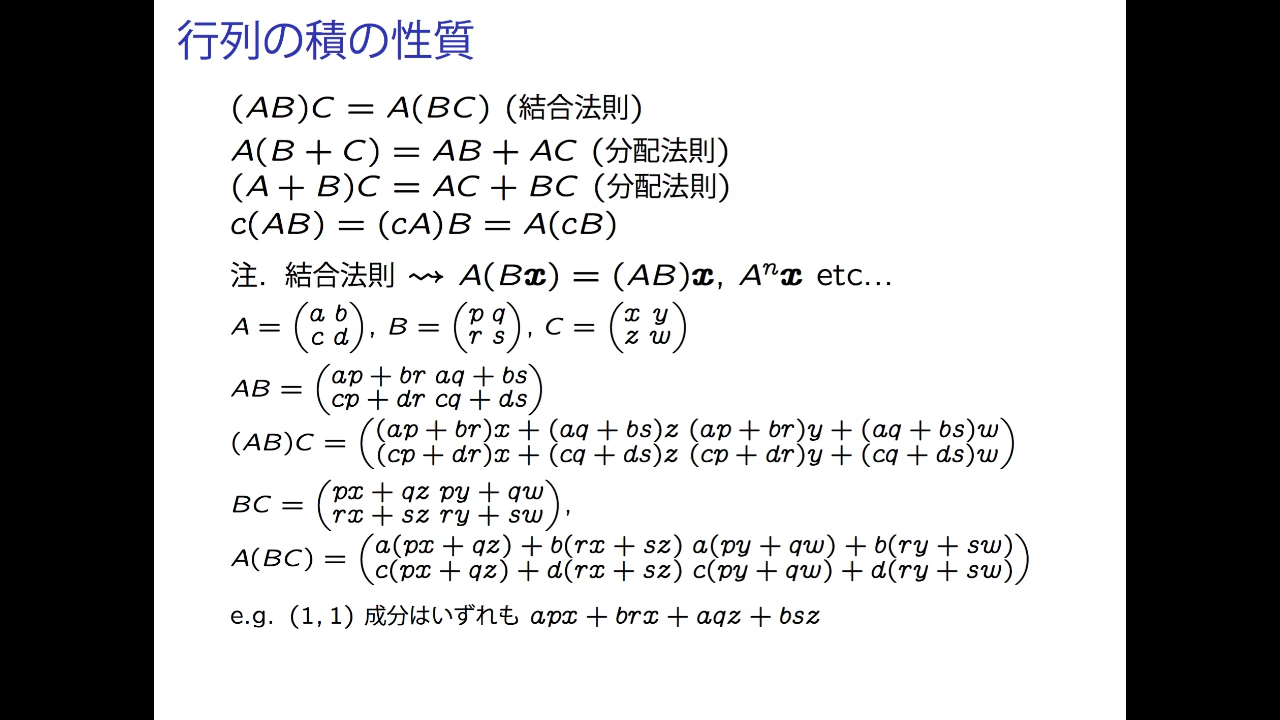 行列の積の性質
(AB)C = A(BC) (結合法則)
A(B + C) = AB + AC (分配法則)
(A + B)C = AC + BC (分配法則)
c(AB) = (cA)B = A(cB)
注. 結合法則 ⇝ A(B𝒙) = (AB)𝒙, Aⁿ𝒙 etc...
A = (a b
c d), B = (p q
r s), C = (x y
z w)
AB = (ap + br aq + bs
cp + dr cq + ds)
(AB)C = ((ap + br)x + (aq + bs)z (ap + br)y + (aq + bs)w
(cp + dr)x + (cq + ds)z (cp + dr)y + (cq + ds)w)
BC = (px + qz py + qw
rx + sz ry + sw),
A(BC) = (a(px + qz) + b(rx + sz) a(py + qw) + b(ry + sw)
c(px + qz) + d(rx + sz) c(py + qw) + d(ry + sw))
e.g. (1, 1) 成分はいずれも apx + brx + aqz + bsz